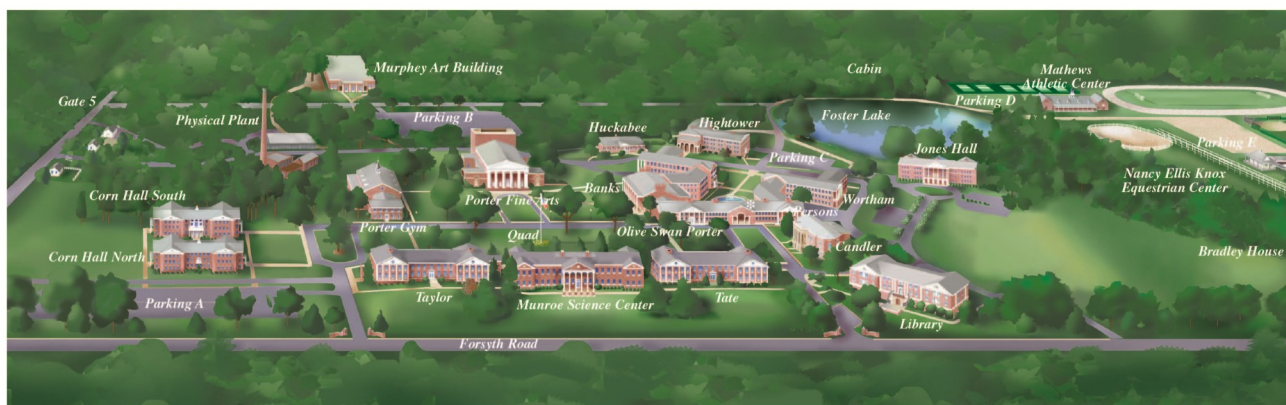 Murphey Art Building
Cabin
Mathews
Athletic Center
Gate 5
Parking D
Physical Plant
Parking B
Foster Lake
Huckabee
Hightower
Parking E
Jones Hall
Parking C
Nancy Ellis Knox
Equestrian Center
Corn Hall South
Banks
Porter Fine Arts
Wortham
Persons
Porter Gym
Quad
Olive Swan Porter
Candler
Bradley House
Corn Hall North
Parking A
Taylor
Munroe Science Center
Tate
Library
Forsyth Road